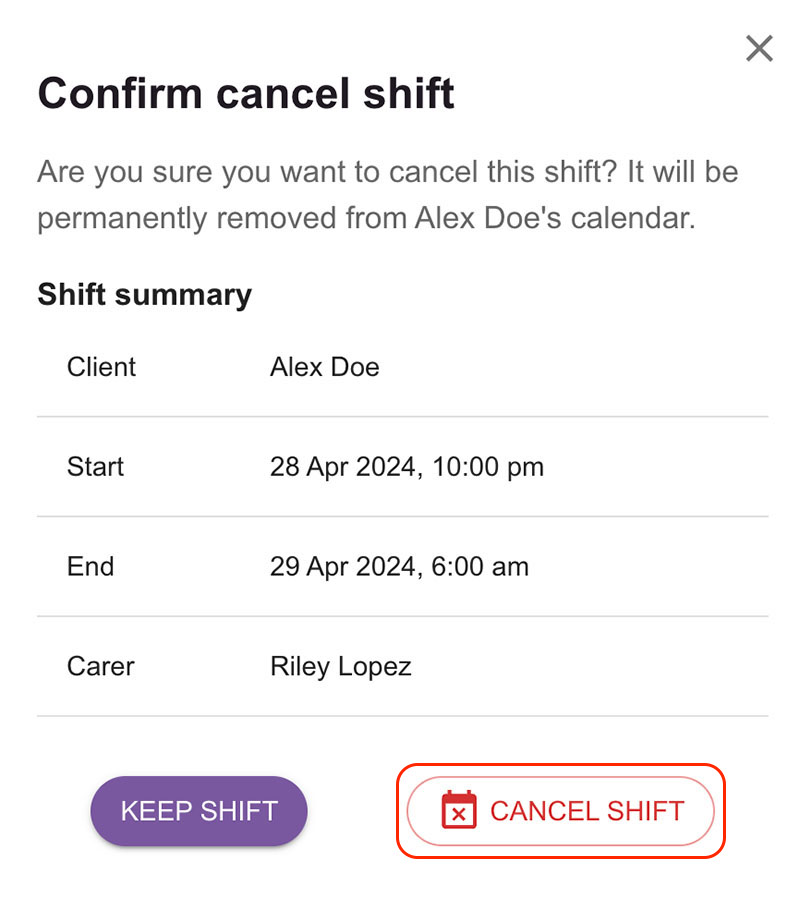 Confirm cancel shift
Are you sure you want to cancel this shift? It will be
permanently removed from Alex Doe's calendar.
Shift summary
Client Alex Doe
Start 28 Apr 2024, 10:00 pm
End 29 Apr 2024, 6:00 am
Carer Riley Lopez
KEEP SHIFT CANCEL SHIFT